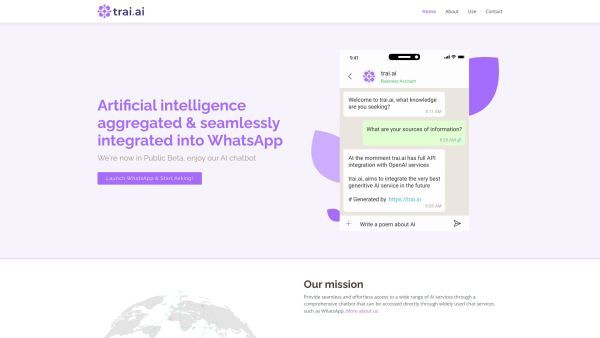 trai.ai
Home About Use Contact
Artificial intelligence
aggregated & seamlessly
integrated into WhatsApp
We're now in Public Beta, enjoy our AI chatbot
Launch WhatsApp & Start Asking!
9:41
trai.ai
Business Account
Welcome to trai.ai, what knowledge
are you seeking?
8:11 AM
What are your sources of information?
8:28 AM
At the momment trai.ai has full API
integration with OpenAI services
trai.ai, aims to integrate the very best
generitive AI service in the future
# Generated by https://trai.ai
8:28 AM
Write a poem about AI
Our mission
Provide seamless and effortless access to a wide range of AI services through a
comprehensive chatbot that can be accessed directly through widely used chat services
such as WhatsApp. More about us